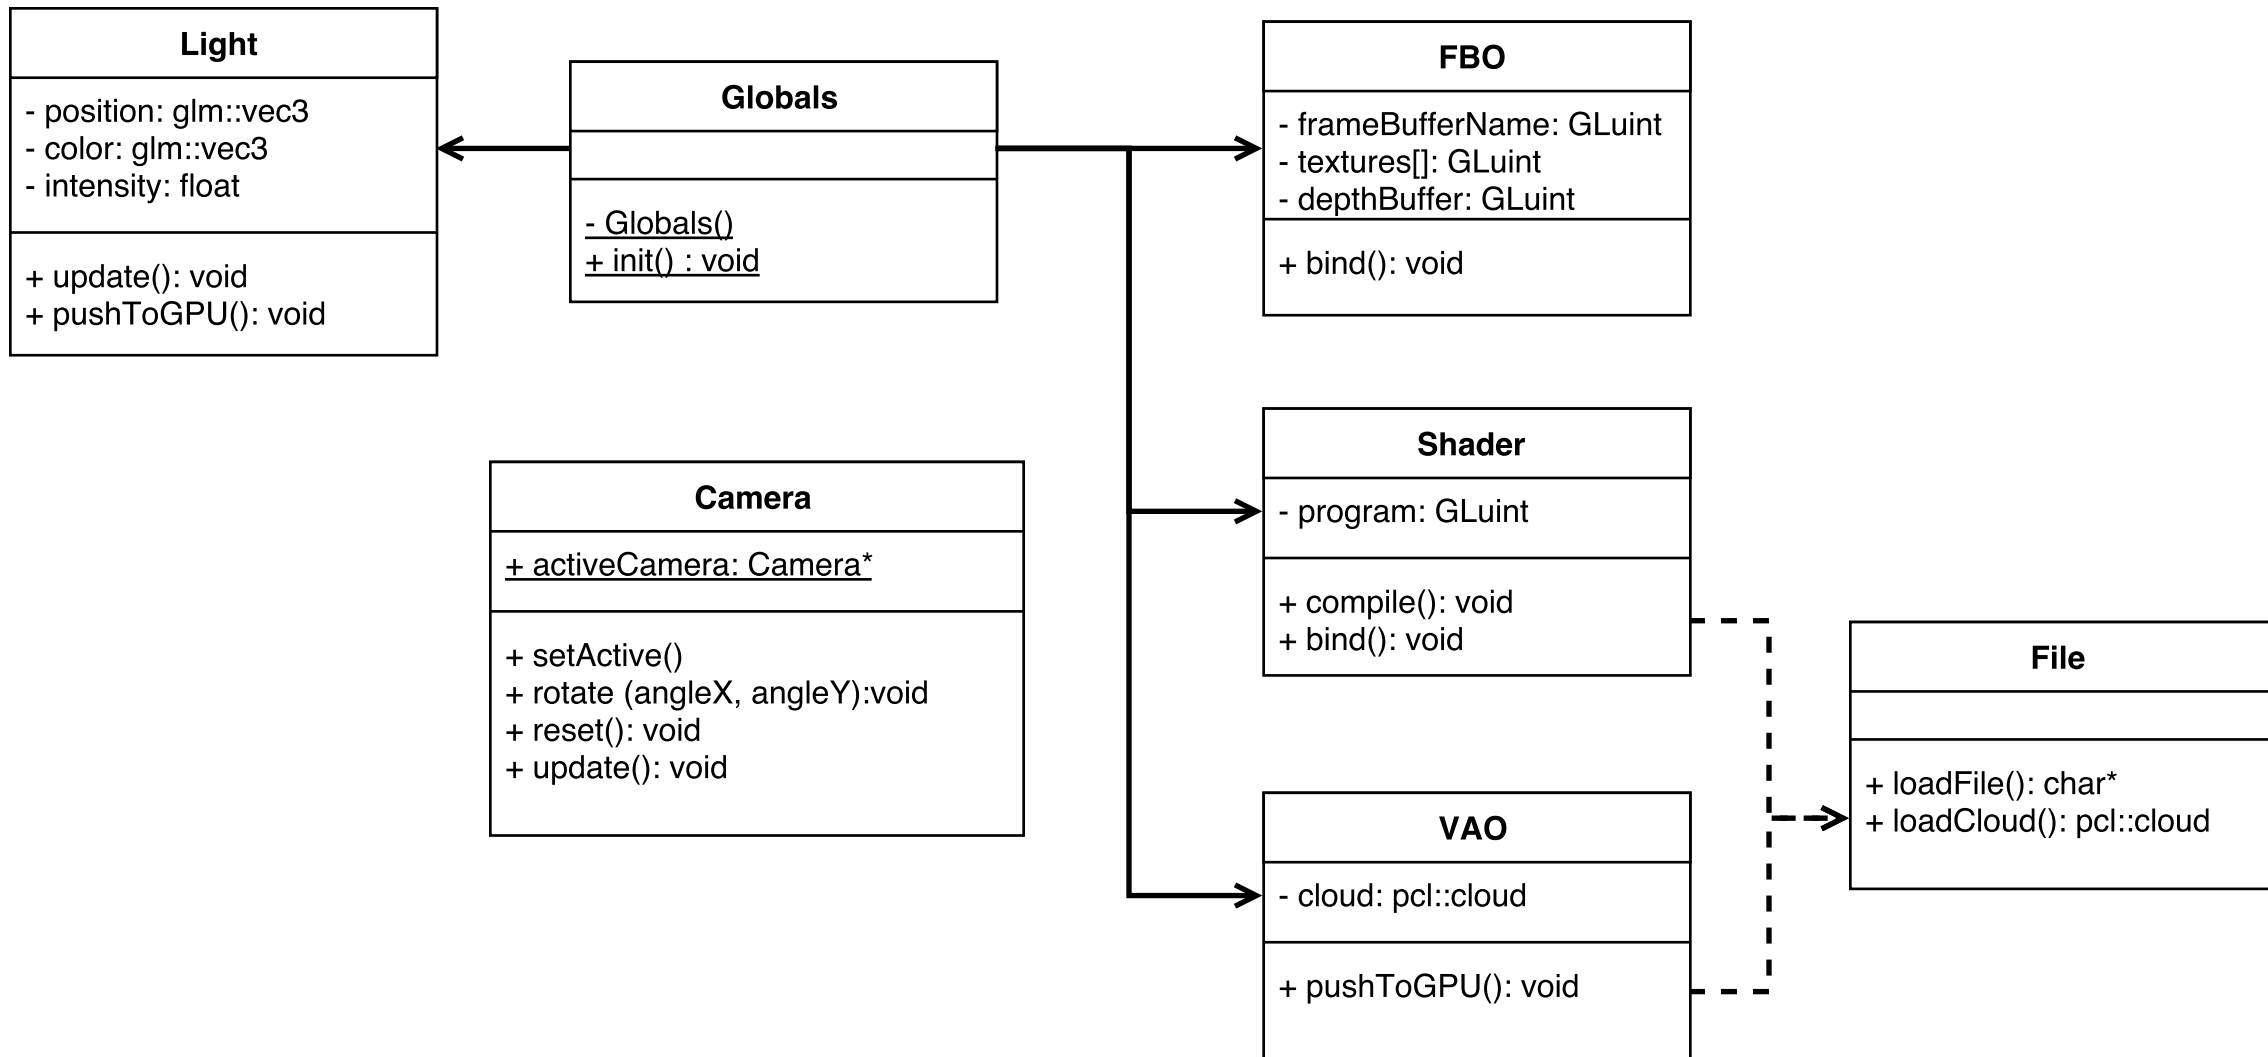 Light
- position: glm::vec3
- color: glm::vec3
- intensity: float
+ update(): void
+ pushToGPU(): void
Globals
- Globals()
+ init() : void
FBO
- frameBufferName: GLuint
- textures[]: GLuint
- depthBuffer: GLuint
+ bind(): void
Camera
+ activeCamera: Camera*
+ setActive()
+ rotate (angleX, angleY):void
+ reset(): void
+ update(): void
Shader
- program: GLuint
+ compile(): void
+ bind(): void
VAO
- cloud: pcl::cloud
+ pushToGPU(): void
File
+ loadFile(): char*
+ loadCloud(): pcl::cloud